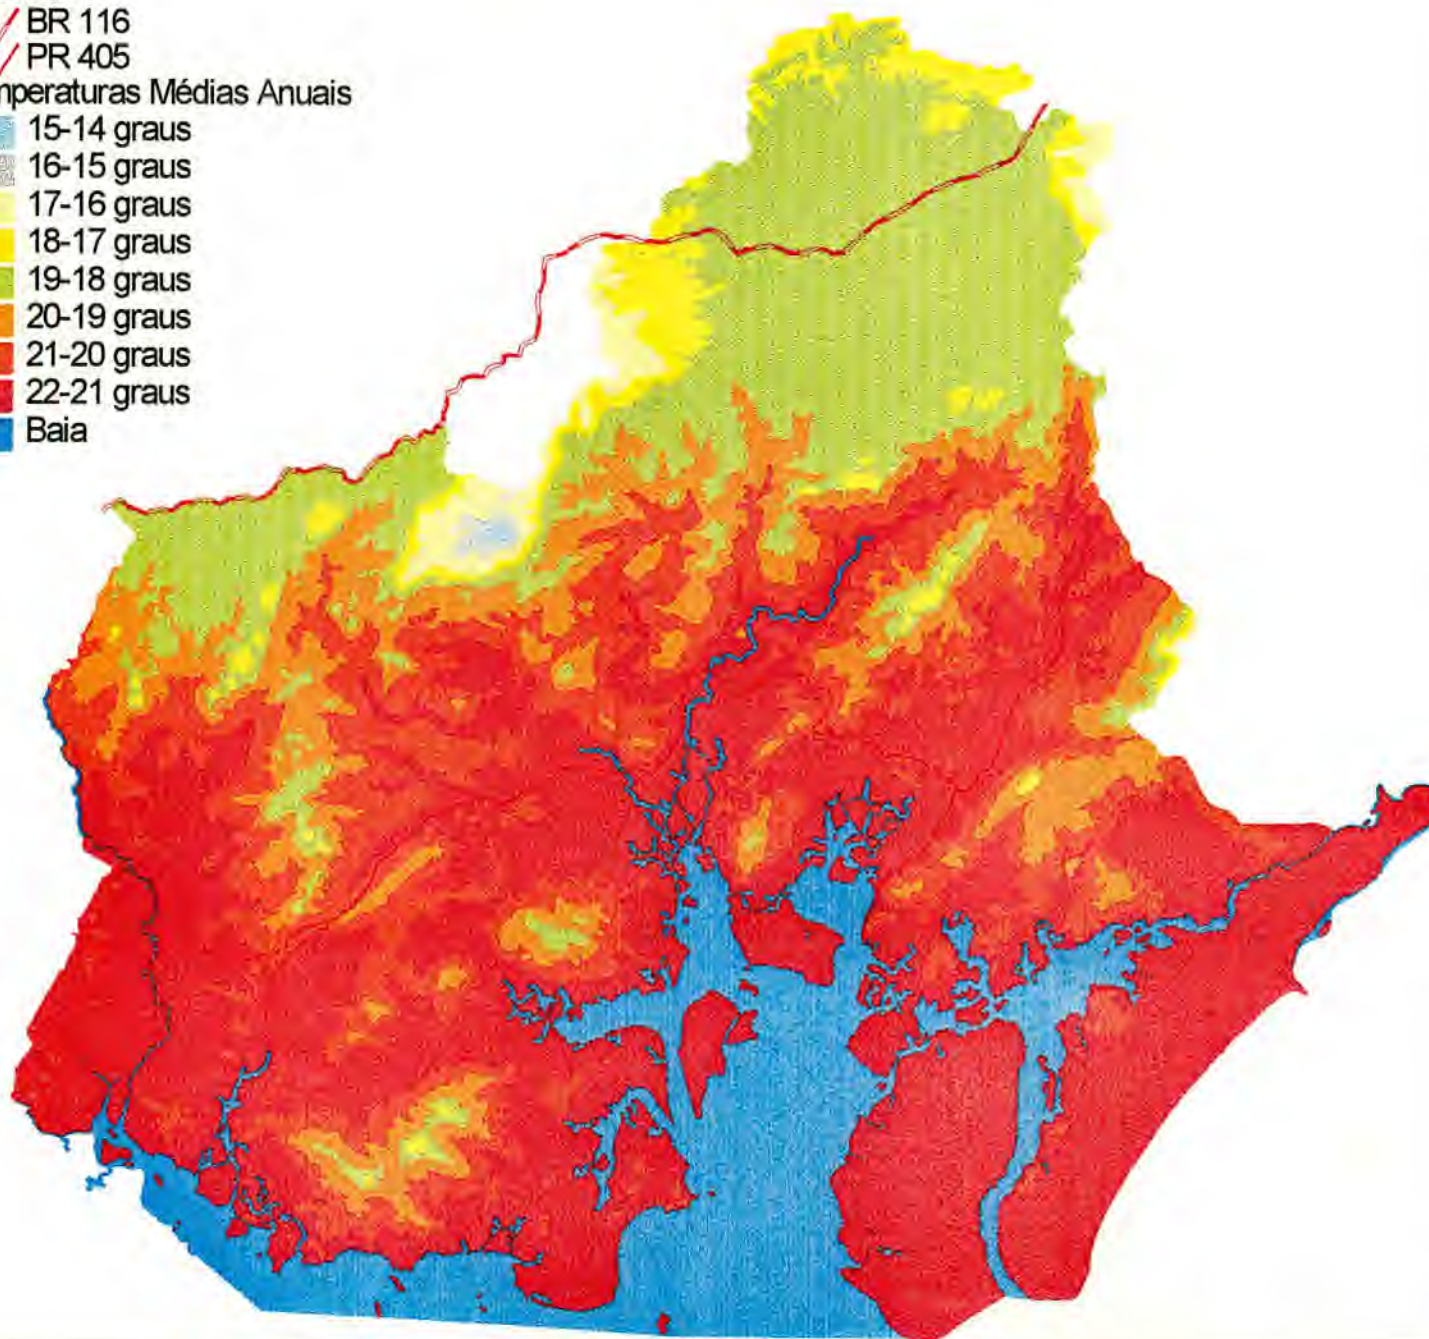 BR 116
PR 405
mperaturas Médias Anuais
15-14 graus
16-15 graus
17-16 graus
18-17 graus
19-18 graus
20-19 graus
21-20 graus
22-21 graus
Baia